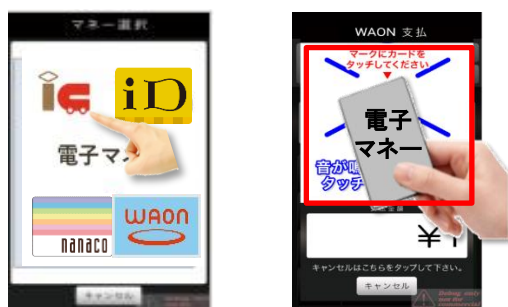 マネー選択
iD
電子マ
nanaco
WAON
キャンセル
WAON 支払
マークにカードを
タッチしてください
電子
マネー
音が鳴
タッチ
キャンセルはこちらをタップして下さい。
キャンセル
Debug only